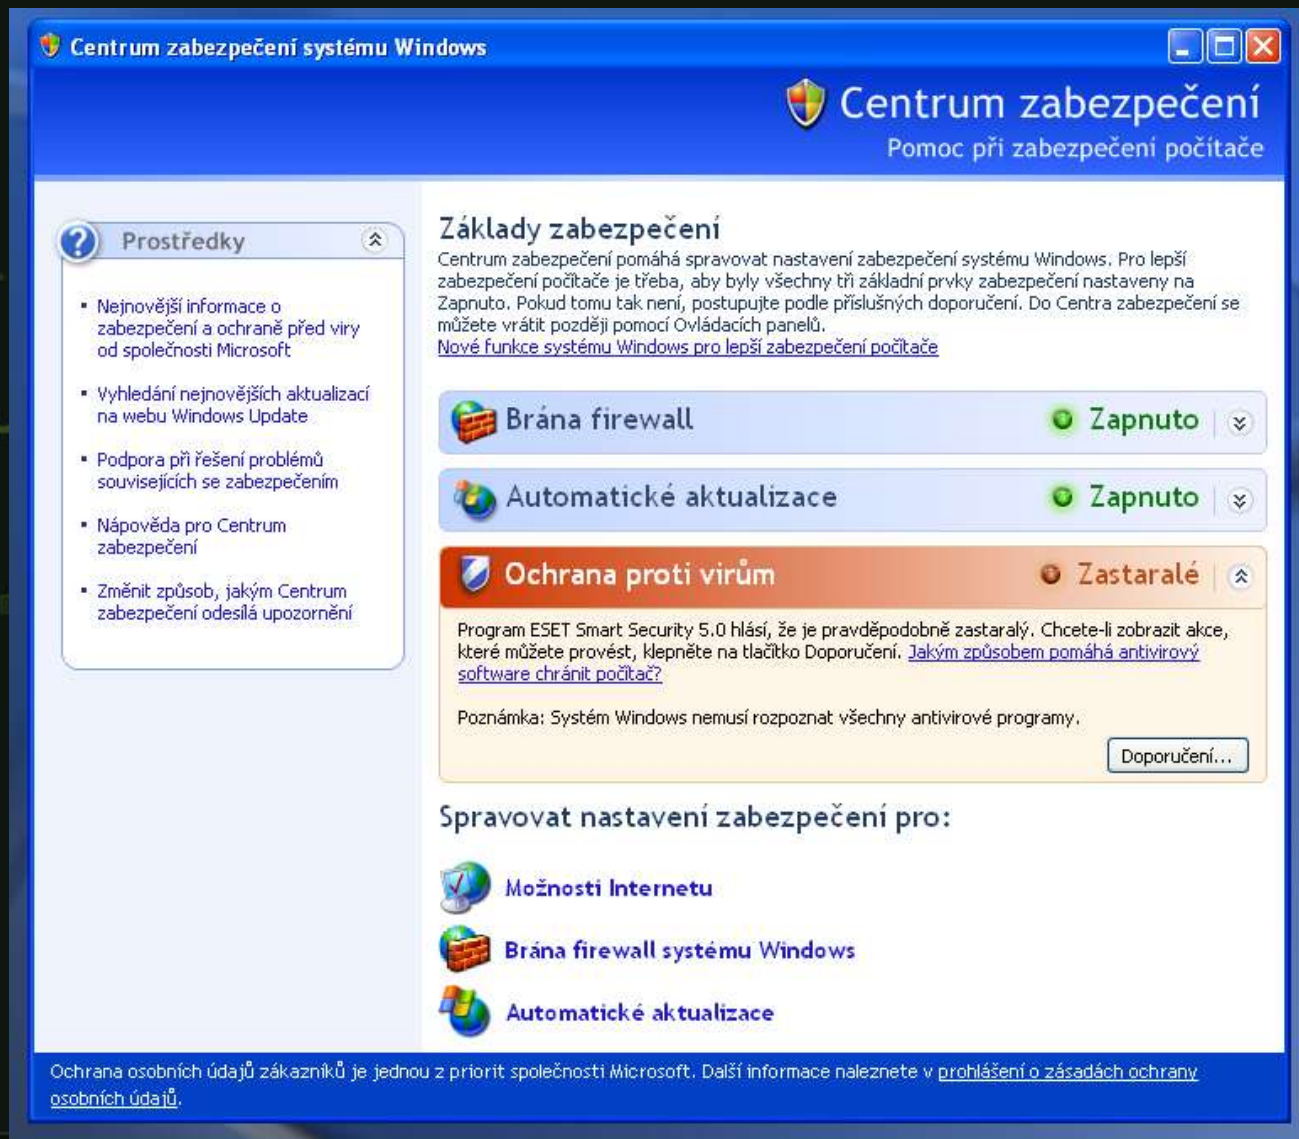 Centrum zabezpečení systému Windows
Centrum zabezpečení
Pomoc při zabezpečení počítače
Prostředky
Nejnovější informace o
zabezpečení a ochraně před viry
od společnosti Microsoft
Vyhledání nejnovějších aktualizací
na webu Windows Update
Podpora při řešení problémů
souvisejících se zabezpečením
Nápověda pro Centrum
zabezpečení
Změnit způsob, jakým Centrum
zabezpečení odesílá upozornění
Základy zabezpečení
Centrum zabezpečení pomáhá spravovat nastavení zabezpečení systému Windows. Pro lepší
zabezpečení počítače je třeba, aby byly všechny tři základní prvky zabezpečení nastaveny na
Zapnuto. Pokud tomu tak není, postupujte podle příslušných doporučení. Do Centra zabezpečení se
můžete vrátit později pomocí Ovládacích panelů.
Nové funkce systému Windows pro lepší zabezpečení počítače
Brána firewall Zapnuto
Automatické aktualizace Zapnuto
Ochrana proti virům Zastaralé
Program ESET Smart Security 5.0 hlásí, že je pravděpodobně zastaralý. Chcete-li zobrazit akce,
které můžete provést, klepněte na tlačítko Doporučení. Jakým způsobem pomáhá antivirový
software chránit počítač?
Poznámka: Systém Windows nemusí rozpoznat všechny antivirové programy.
Doporučení...
Spravovat nastavení zabezpečení pro:
Možnosti Internetu
Brána firewall systému Windows
Automatické aktualizace
Ochrana osobních údajů zákazníků je jednou z priorit společnosti Microsoft. Další informace naleznete v prohlášení o zásadách ochrany
osobních údajů.